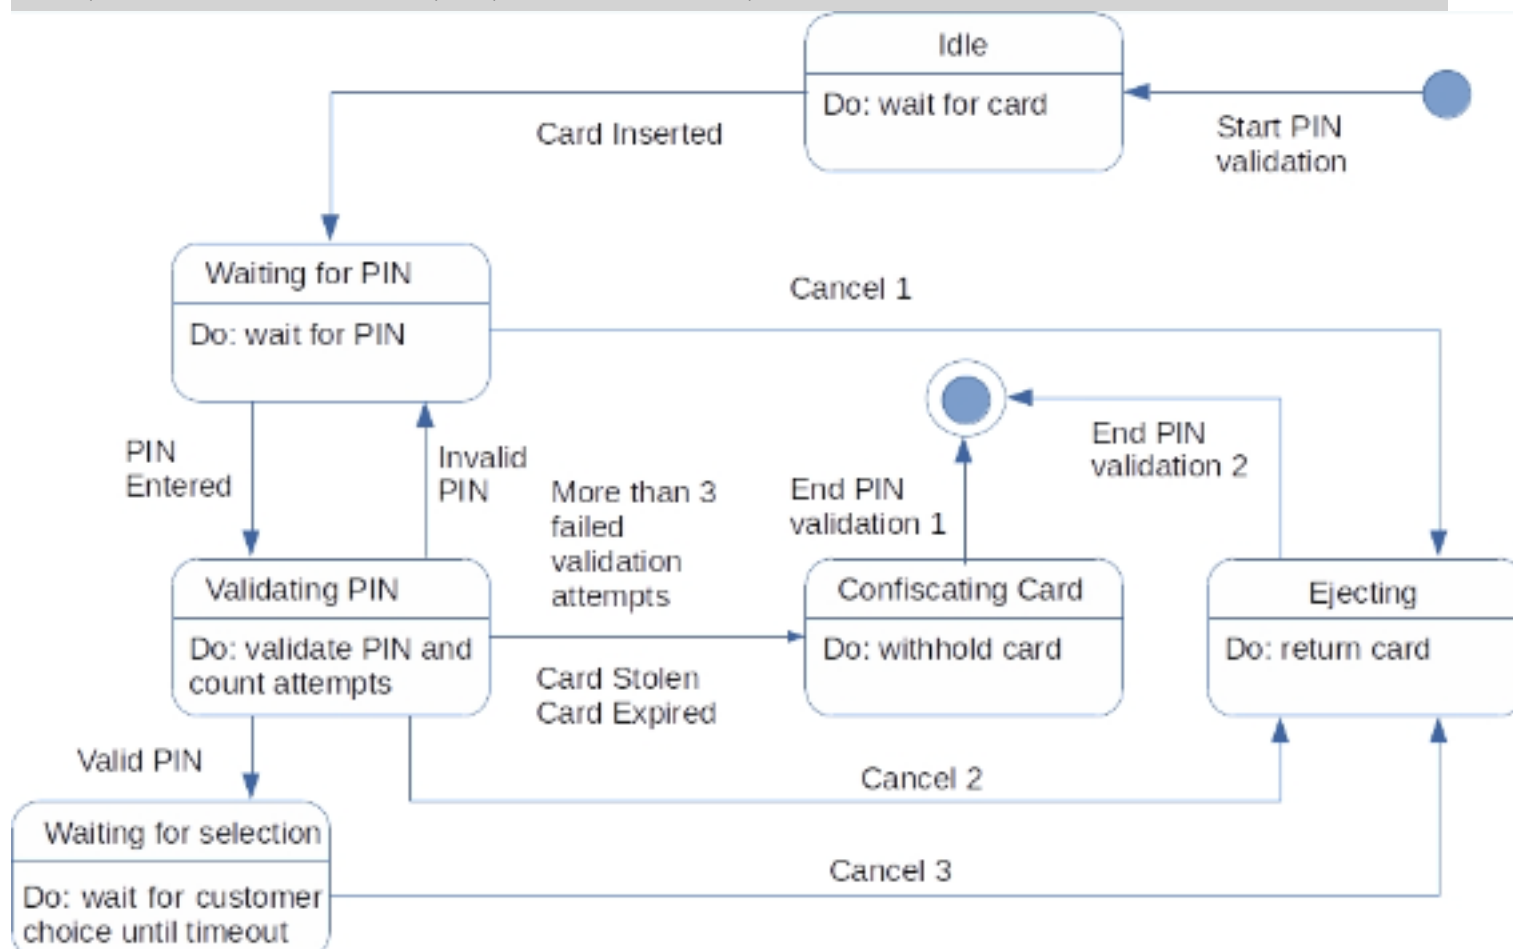 Idle
Do: wait for card
Start PIN
validation
Card Inserted
Waiting for PIN
Do: wait for PIN
Cancel 1
PIN
Entered
Invalid
PIN
More than 3
failed
validation
attempts
End PIN
validation 1
End PIN
validation 2
Validating PIN
Do: validate PIN and
count attempts
Card Stolen
Card Expired
Confiscating Card
Do: withhold card
Ejecting
Do: return card
Valid PIN
Cancel 2
Waiting for selection
Do: wait for customer
choice until timeout
Cancel 3